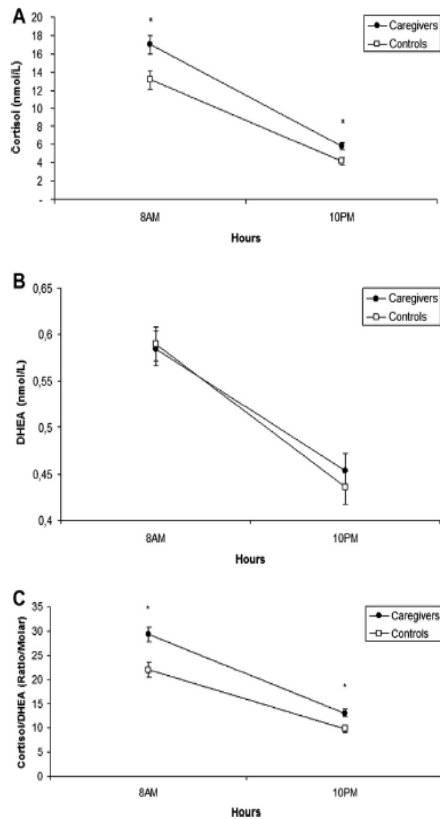 A
* Caregivers
Controls
Cortisol (nmol/L)
20
18
16
14
12
10
8
6
4
2
-
*
8AM 10PM
Hours
B
Caregivers
Controls
DHEA (nmol/L)
0,65
0,6
0,55
0,5
0,45
0,4
8AM 10PM
Hours
C
* Caregivers
Controls
Cortisol/DHEA (Ratio/Molar)
35
30
25
20
15
10
5
0
*
8AM 10PM
Hours